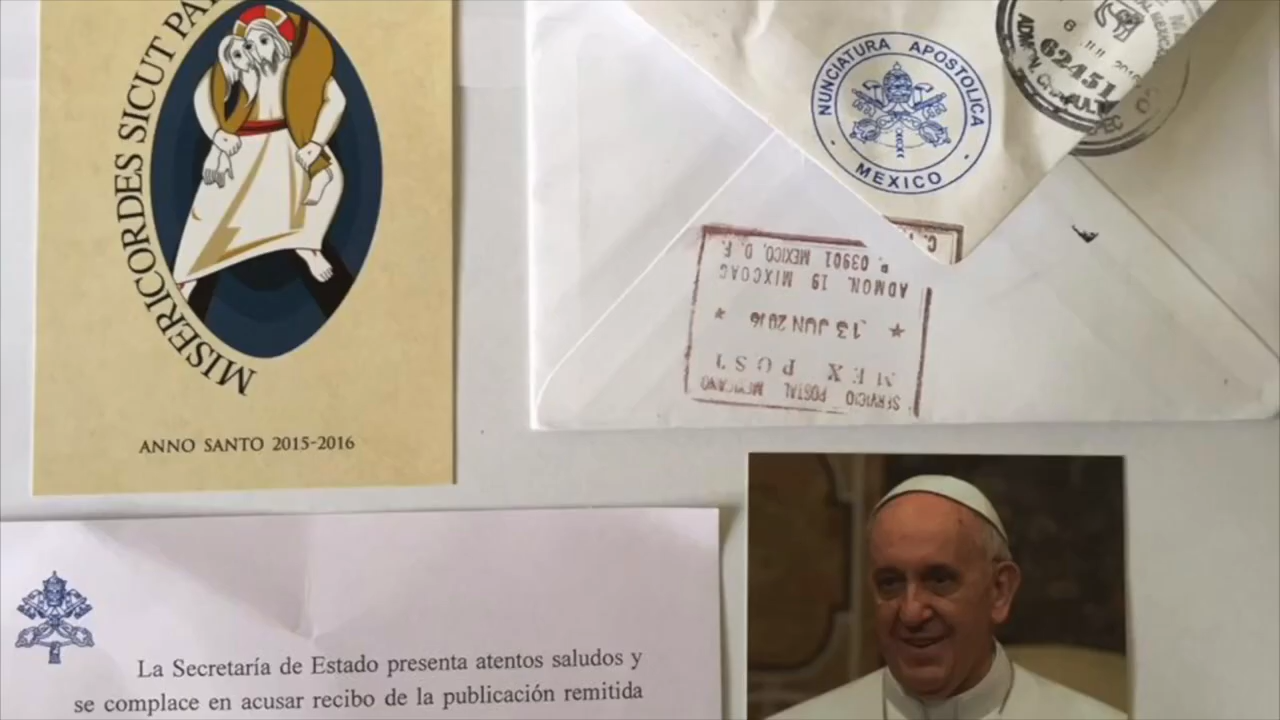 MISERICORDES SICUT PA
ANNO SANTO 2015-2016
NUNCIATURA APOSTOLICA
MEXICO
62451
SERVICIO POSTAL MEXICANO
MEX POST
13 JUN 2016
ADMON. 19 MIXCOAC
P. 03901 MEXICO, D. F.
La Secretaría de Estado presenta atentos saludos y
se complace en acusar recibo de la publicación remitida